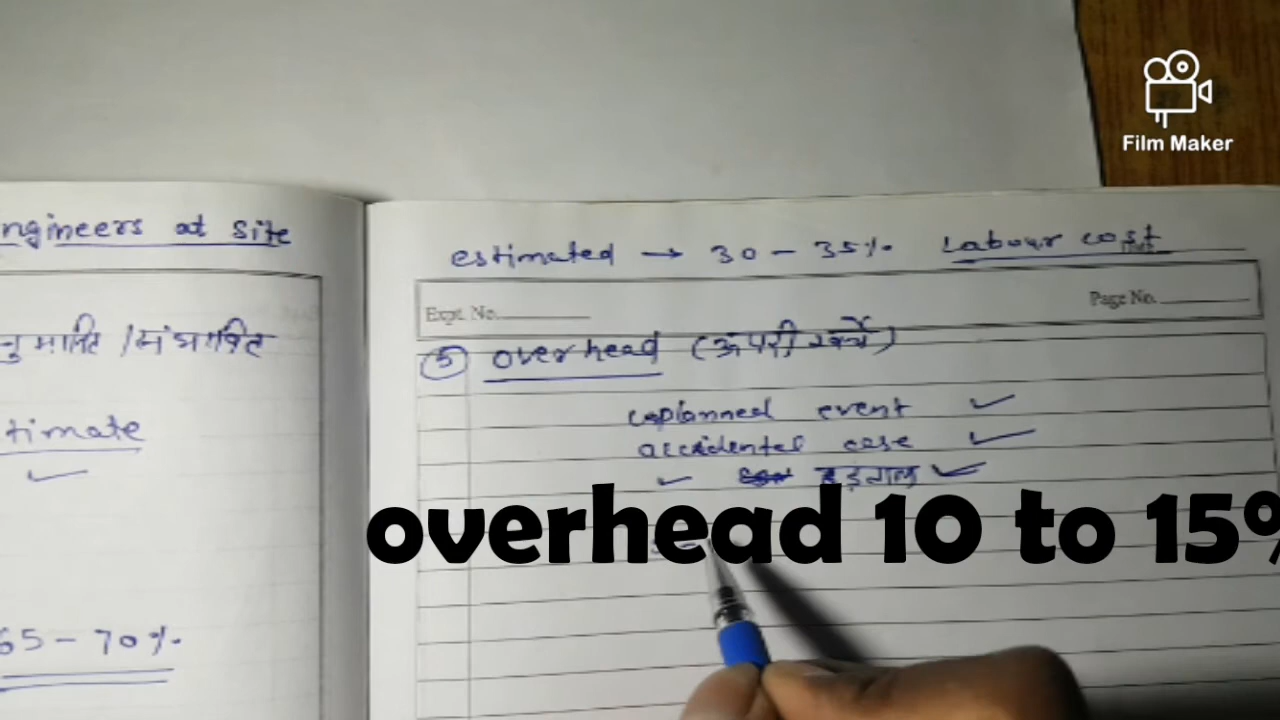 Film Maker
ngineers at site
नुमानित / संभावित
timate
65 - 70%
estimated → 30 - 35% Labour cost
Expt. No.
Page No.
⑤ overhead (ऊपरी खर्चे)
event
accidental case
हड़ताल
overhead 10 to 15%